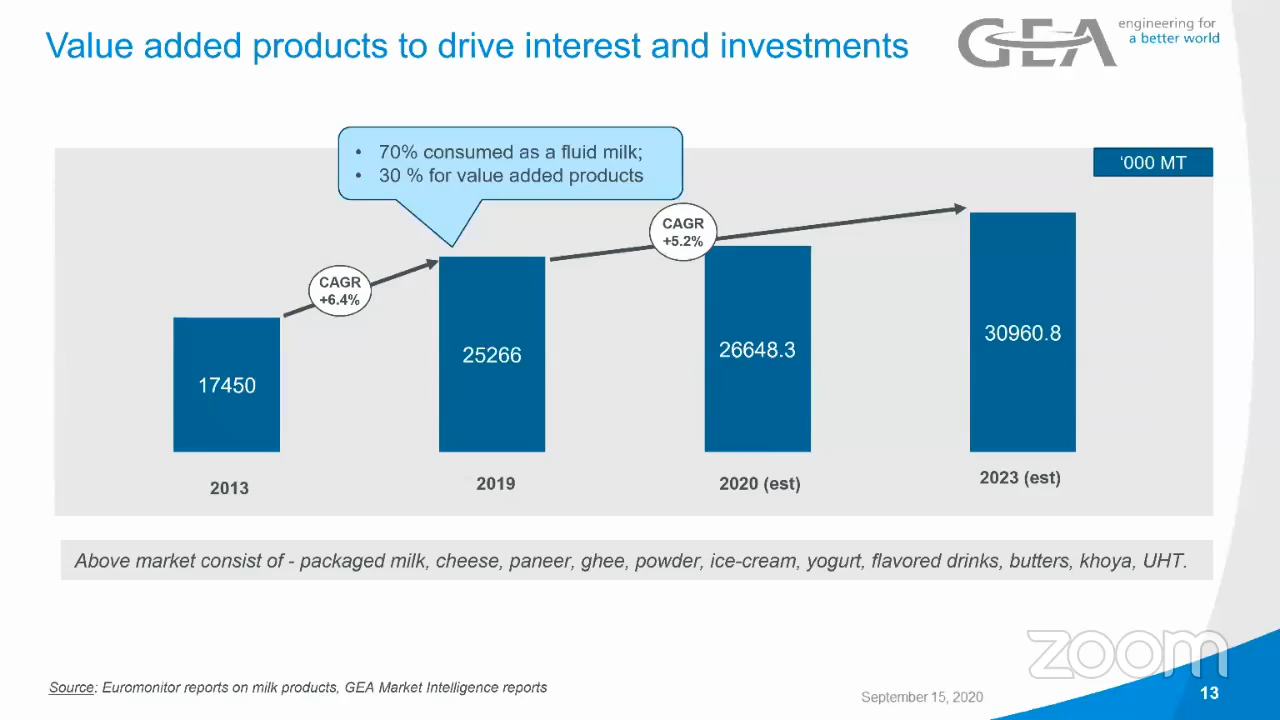 Value added products to drive interest and investments
GEA
engineering for
a better world
• 70% consumed as a fluid milk;
• 30 % for value added products
‘000 MT
CAGR
+6.4%
CAGR
+5.2%
17450
25266
26648.3
30960.8
2013
2019
2020 (est)
2023 (est)
Above market consist of - packaged milk, cheese, paneer, ghee, powder, ice-cream, yogurt, flavored drinks, butters, khoya, UHT.
zoom
Source: Euromonitor reports on milk products, GEA Market Intelligence reports
September 15, 2020
13